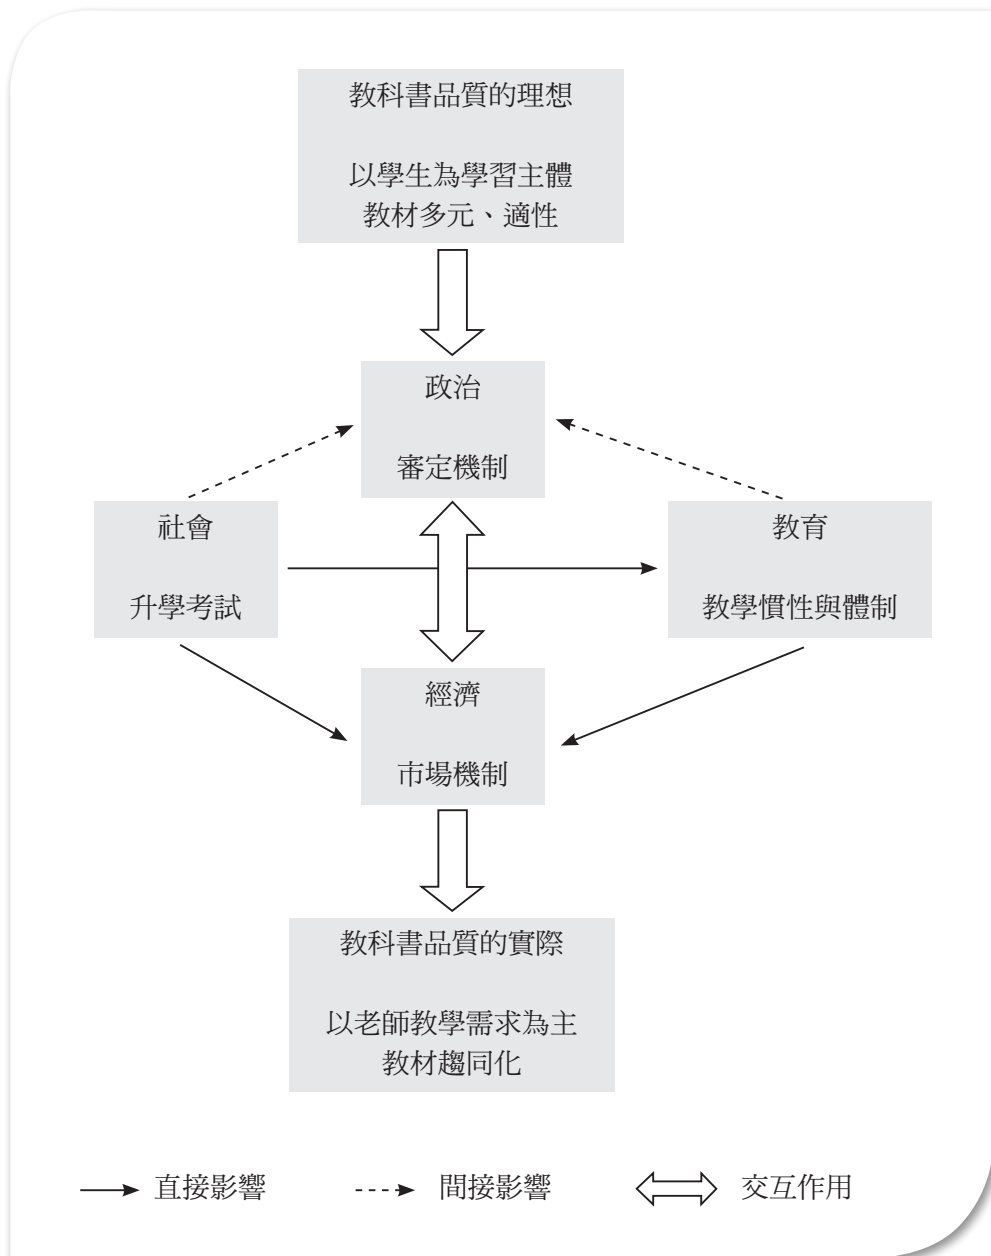 教科書品質的理想
以學生為學習主體
教材多元、適性
政治
審定機制
社會
升學考試
教育
教學慣性與體制
經濟
市場機制
教科書品質的實際
以老師教學需求為主
教材趨同化
直接影響
間接影響
交互作用